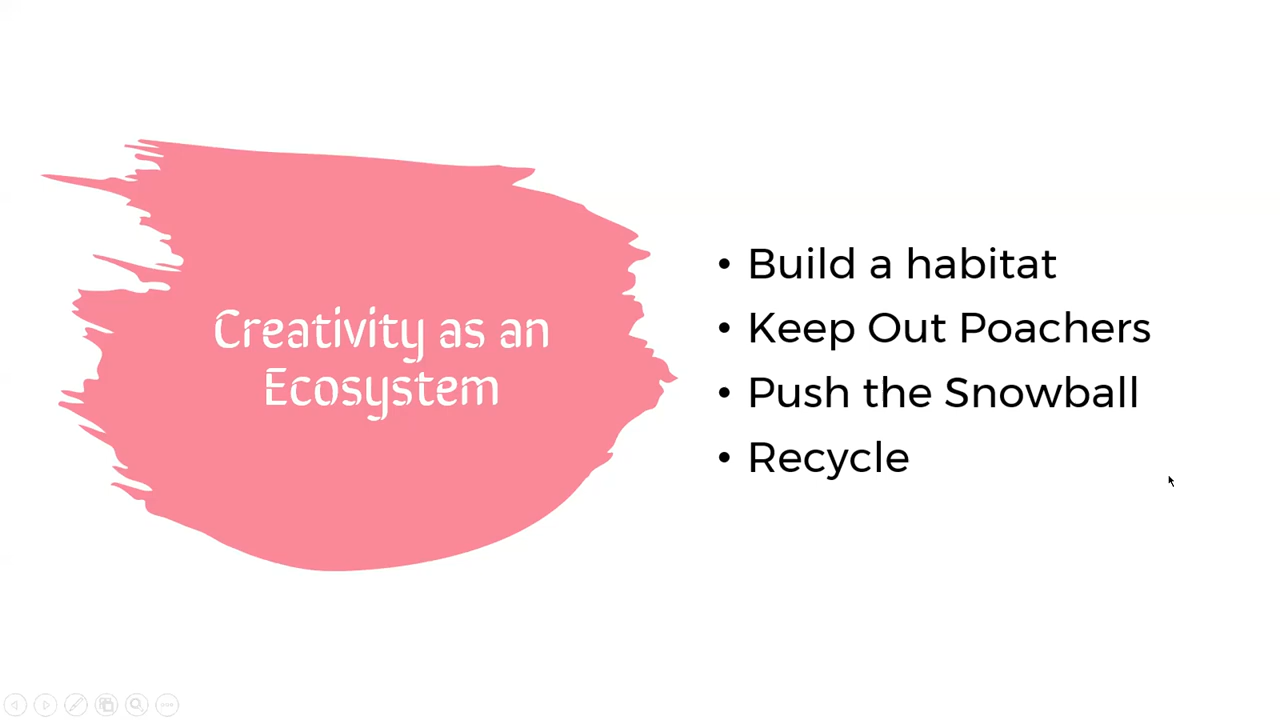 Creativity as an
Ecosystem
• Build a habitat
• Keep Out Poachers
• Push the Snowball
• Recycle